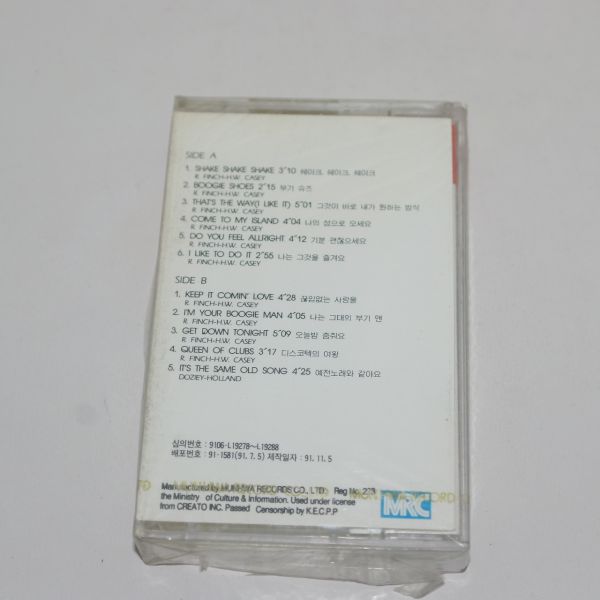 SIDE A
1. SHAKE SHAKE SHAKE 3"10 쉐이크, 쉐이크, 쉐이크
R. FINCH-H.W. CASEY
2. BOOGIE SHOES 2"15 부기 슈즈
R. FINCH-H.W. CASEY
3. THAT'S THE WAY(I LIKE IT) 5"01 그것이 바로 내가 원하는 방식
R. FINCH-H.W. CASEY
4. COME TO MY ISLAND 4"04 나의 섬으로 오세요
R. FINCH-H.W. CASEY
5. DO YOU FEEL ALLRIGHT 4"12 기분 괜찮으세요
R. FINCH-H.W. CASEY
6. I LIKE TO DO IT 2"55 나는 그것을 즐겨요
R. FINCH-H.W. CASEY
SIDE B
1. KEEP IT COMIN' LOVE 4"28 끊임없는 사랑을
R. FINCH-H.W. CASEY
2. I'M YOUR BOOGIE MAN 4"05 나는 그대의 부기 맨
R. FINCH-H.W. CASEY
3. GET DOWN TONIGHT 5"09 오늘밤 춤춰요
R. FINCH-H.W. CASEY
4. QUEEN OF CLUBS 3"17 디스코텍의 여왕
R. FINCH-H.W. CASEY
5. IT'S THE SAME OLD SONG 4"25 예전노래와 같아요
DOZIEY-HOLLAND
심의번호 : 9106-L19278~L19288
배포번호 : 91-1581(91.7.5) 제작일자 : 91.11.5
Manufactured by MUNHWA RECORDS CO., LTD. Reg No.
the Ministry of Culture & Information. Used under license
from CREATO INC. Passed Censorship by K.E.C.P.P
MRC